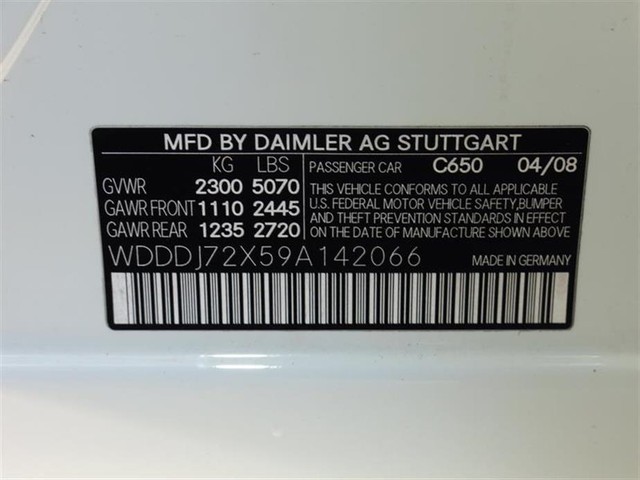 MFD BY DAIMLER AG STUTTGART
KG LBS PASSENGER CAR C650 04/08
GVWR 2300 5070 THIS VEHICLE CONFORMS TO ALL APPLICABLE
GAWR FRONT 1110 2445 U.S. FEDERAL MOTOR VEHICLE SAFETY,BUMPER
GAWR REAR 1235 2720 AND THEFT PREVENTION STANDARDS IN EFFECT ON THE DATE OF MANUFACTURE SHOWN ABOVE.
WDDDJ72X59A142066 MADE IN GERMANY